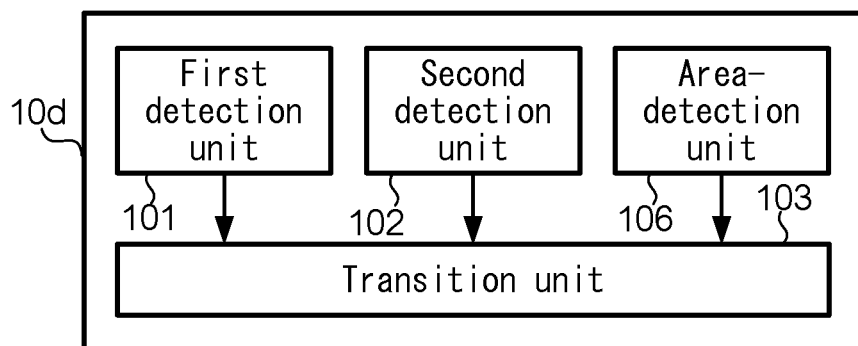 First
detection
unit
Second
detection
unit
Area-
detection
unit
10d
101
102
106
103
Transition unit